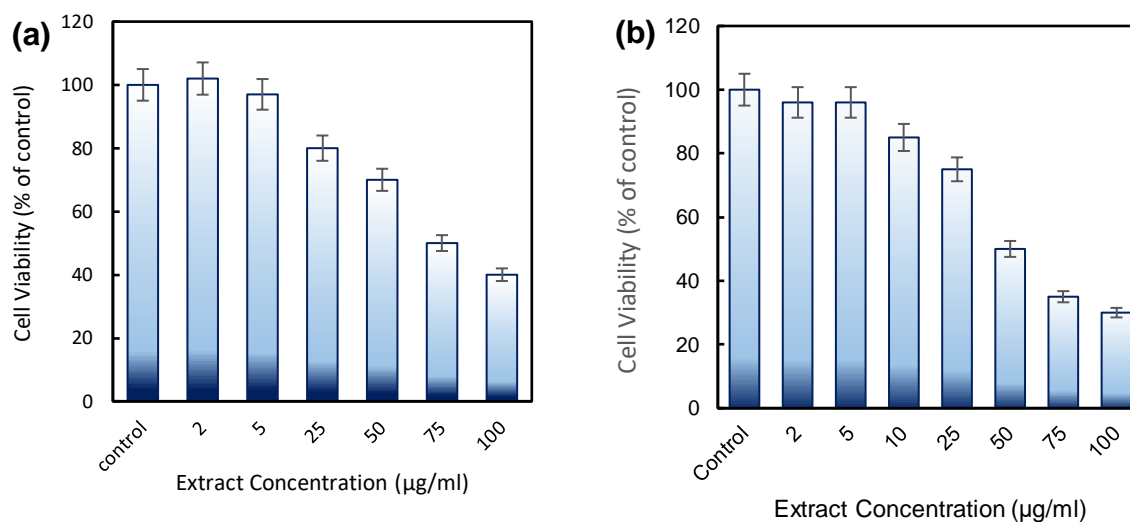 (a)
Cell Viability (% of control)
120
100
80
60
40
20
0
control 2 5 25 50 75 100
Extract Concentration (µg/ml)
(b)
Cell Viability (% of control)
120
100
80
60
40
20
0
Control 2 5 10 25 50 75 100
Extract Concentration (µg/ml)